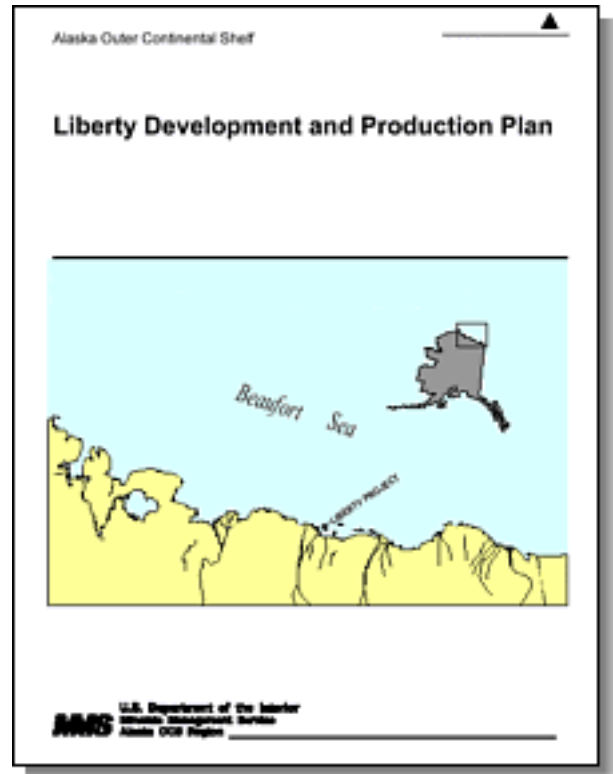 Alaska Outer Continental Shelf
Liberty Development and Production Plan
Beaufort Sea
LIBERTY PROJECT
MMS
U.S. Department of the Interior
Minerals Management Service
Alaska OCS Region